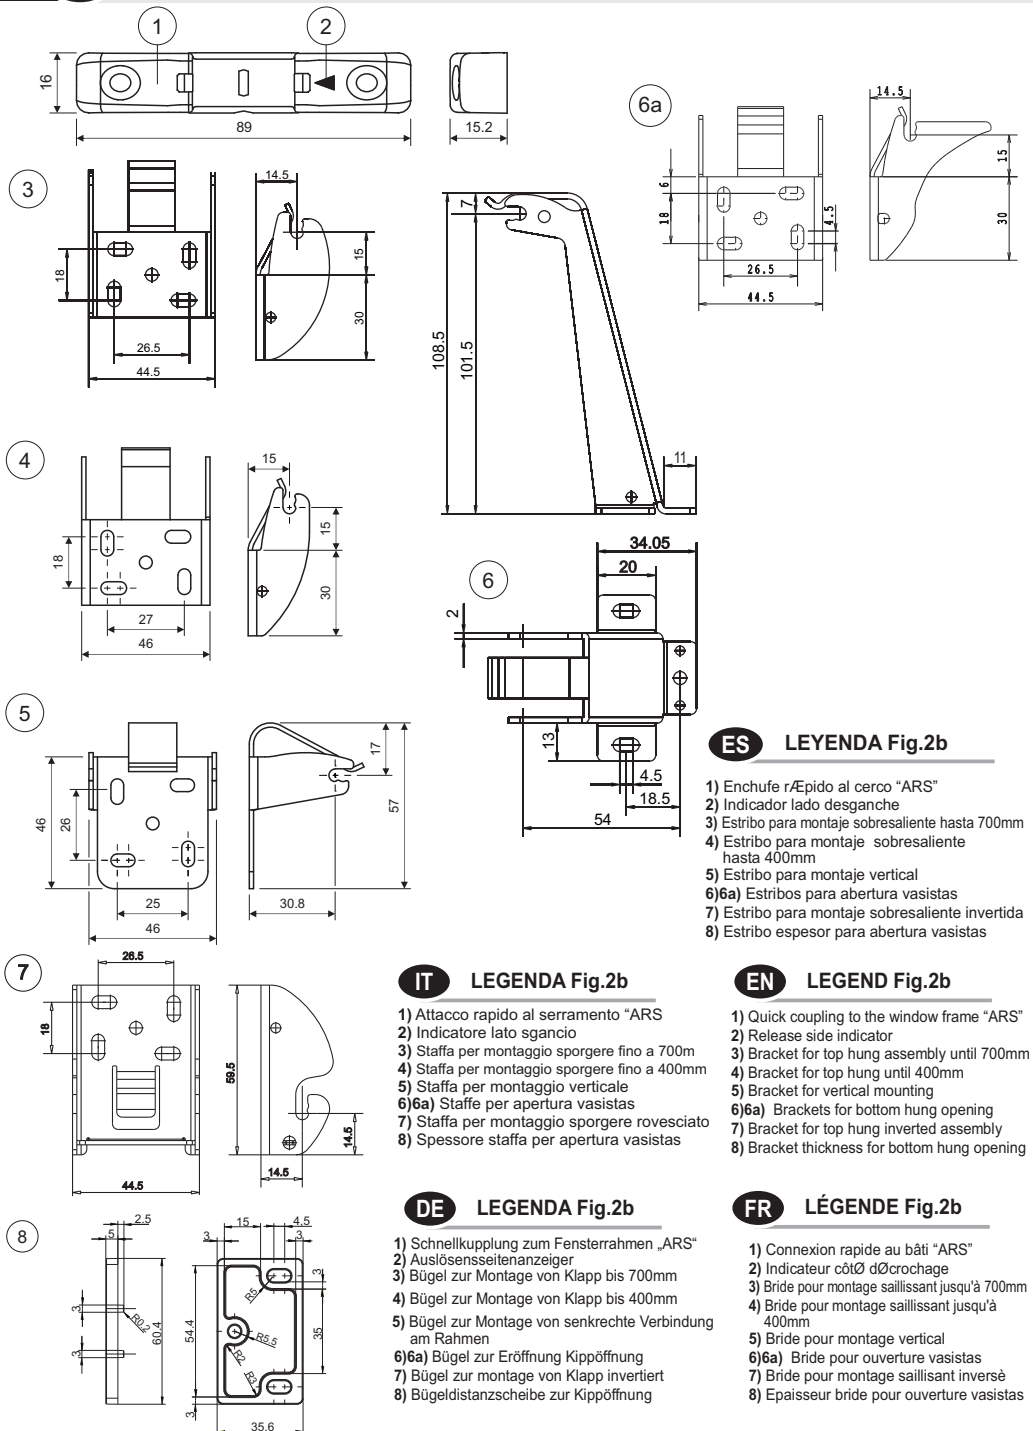 1
2
16
89
15.2
3
14.5
15
30
18
26.5
44.5
6a
14.5
6
18
4.5
15
30
26.5
44.5
7
108.5
101.5
11
4
15
15
30
18
27
46
6
34.05
20
2
13
4.5
18.5
54
5
46
26
25
46
17
57
30.8
ES LEYENDA Fig.2b
1) Enchufe rÆpido al cerco “ARS”
2) Indicador lado desganche
3) Estribo para montaje sobresaliente hasta 700mm
4) Estribo para montaje sobresaliente
hasta 400mm
5) Estribo para montaje vertical
6)6a) Estribos para abertura vasistas
7) Estribo para montaje sobresaliente invertida
8) Estribo espesor para abertura vasistas
7
26.5
18
44.5
59.5
14.5
14.5
IT LEGENDA Fig.2b
1) Attacco rapido al serramento “ARS
2) Indicatore lato sgancio
3) Staffa per montaggio sporgere fino a 700m
4) Staffa per montaggio sporgere fino a 400mm
5) Staffa per montaggio verticale
6)6a) Staffe per apertura vasistas
7) Staffa per montaggio sporgere rovesciato
8) Spessore staffa per apertura vasistas
EN LEGEND Fig.2b
1) Quick coupling to the window frame “ARS”
2) Release side indicator
3) Bracket for top hung assembly until 700mm
4) Bracket for top hung until 400mm
5) Bracket for vertical mounting
6)6a) Brackets for bottom hung opening
7) Bracket for top hung inverted assembly
8) Bracket thickness for bottom hung opening
8
2.5
5
3
3
R0.2
60.4
15
4.5
3
3
3
R5
54.4
R5.5
35
R2
R3
3
35.6
DE LEGENDA Fig.2b
1) Schnellkupplung zum Fensterrahmen „ARS“
2) Auslösensseitenanzeiger
3) Bügel zur Montage von Klapp bis 700mm
4) Bügel zur Montage von Klapp bis 400mm
5) Bügel zur Montage von senkrechte Verbindung
am Rahmen
6)6a) Bügel zur Eröffnung Kippöffnung
7) Bügel zur montage von Klapp invertiert
8) Bügeldistanzscheibe zur Kippöffnung
FR LÉGENDE Fig.2b
1) Connexion rapide au bâti “ARS”
2) Indicateur côtØ dØcrochage
3) Bride pour montage saillissant jusqu'à 700mm
4) Bride pour montage saillissant jusqu'à
400mm
5) Bride pour montage vertical
6)6a) Bride pour ouverture vasistas
7) Bride pour montage saillisant inversè
8) Epaisseur bride pour ouverture vasistas